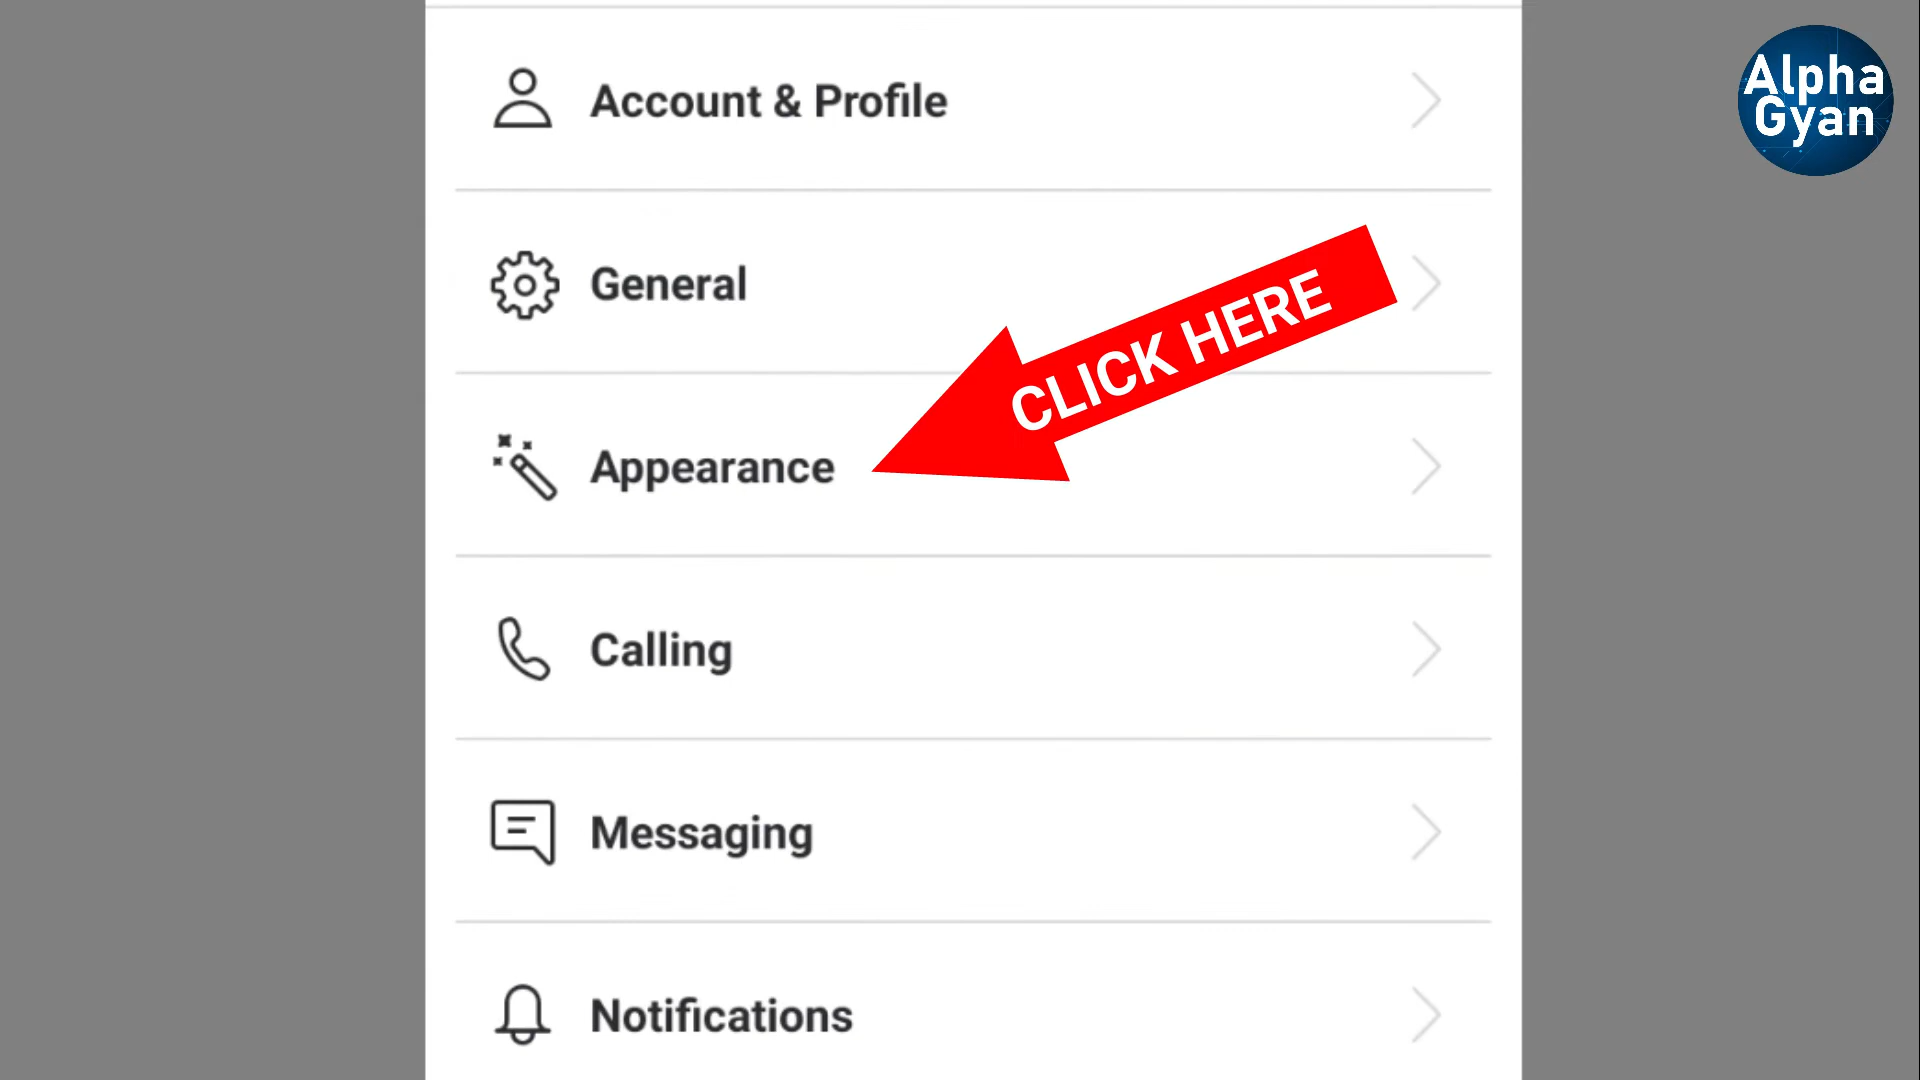 Account & Profile
Alpha
Gyan
General
CLICK HERE
Appearance
Calling
Messaging
Notifications